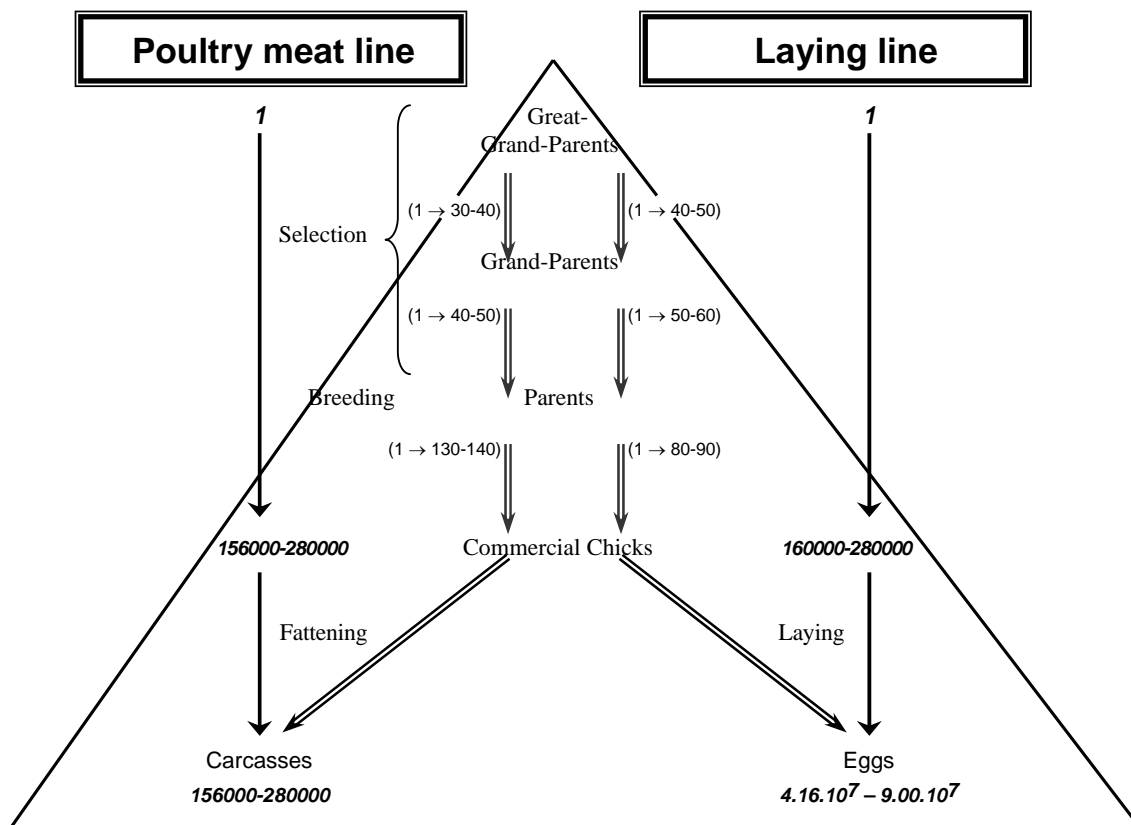 Poultry meat line
Laying line
1
1
Great-
Grand-Parents
(1 → 30-40)
(1 → 40-50)
Selection
Grand-Parents
(1 → 40-50)
(1 → 50-60)
Breeding
Parents
(1 → 130-140)
(1 → 80-90)
156000-280000
Commercial Chicks
160000-280000
Fattening
Laying
Carcasses
Eggs
156000-280000
4.16.10⁷ – 9.00.10⁷